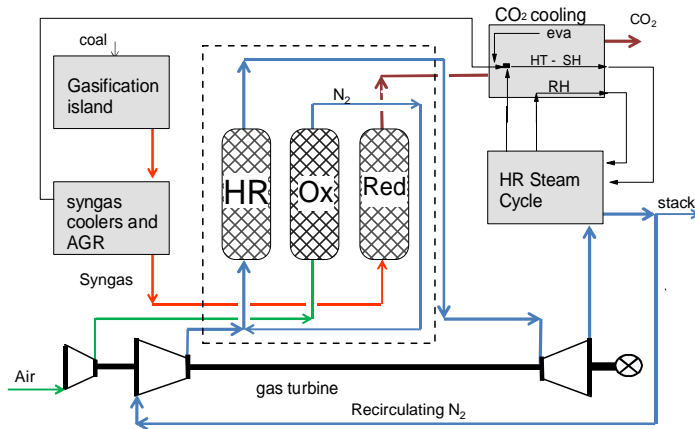 coal
Gasification
island
syngas
coolers and
AGR
Syngas
Air
N₂
HR
Ox
Red
CO₂ cooling
CO₂
eva
HT - SH
RH
HR Steam
Cycle
stack
gas turbine
Recirculating N₂